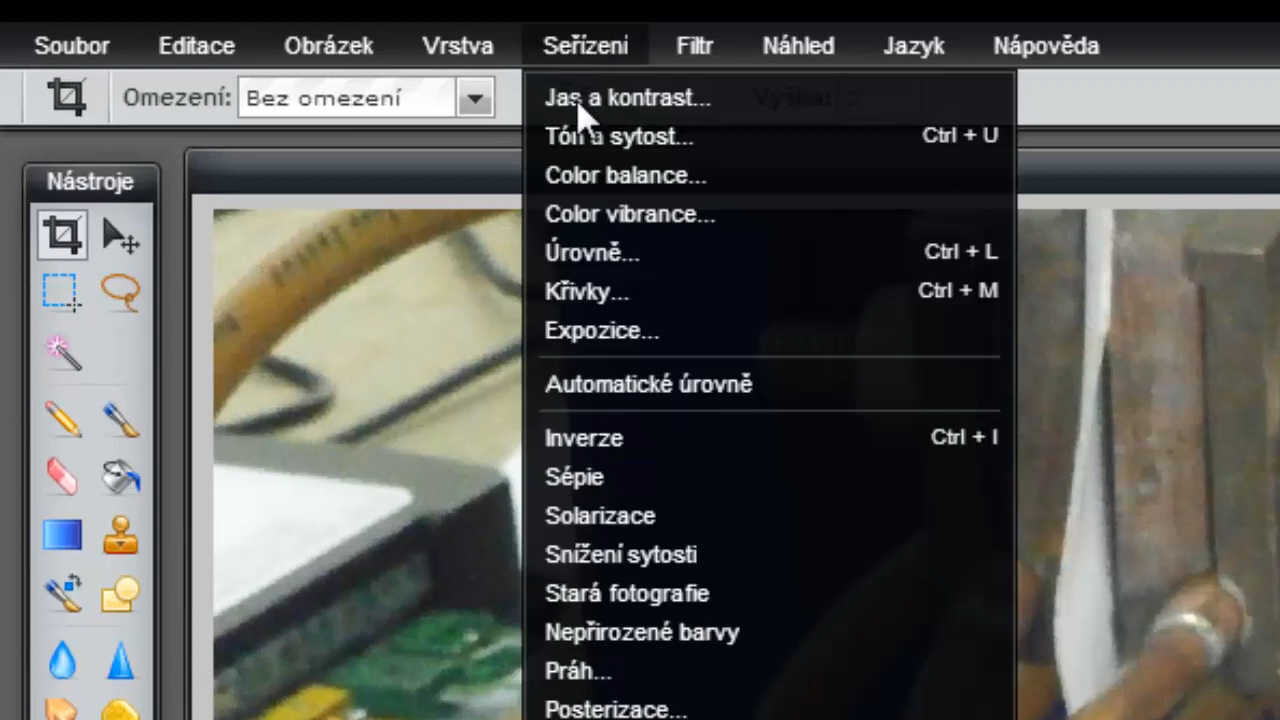 Soubor Editace Obrázek Vrstva Seřízení Filtr Náhled Jazyk Nápověda
Omezení: Bez omezení Výška:
Nástroje
Jas a kontrast...
Tón a sytost... Ctrl + U
Color balance...
Color vibrance...
Úrovně... Ctrl + L
Křivky... Ctrl + M
Expozice...
Automatické úrovně
Inverze Ctrl + I
Sépie
Solarizace
Snížení sytosti
Stará fotografie
Nepřirozené barvy
Práh...
Posterizace...